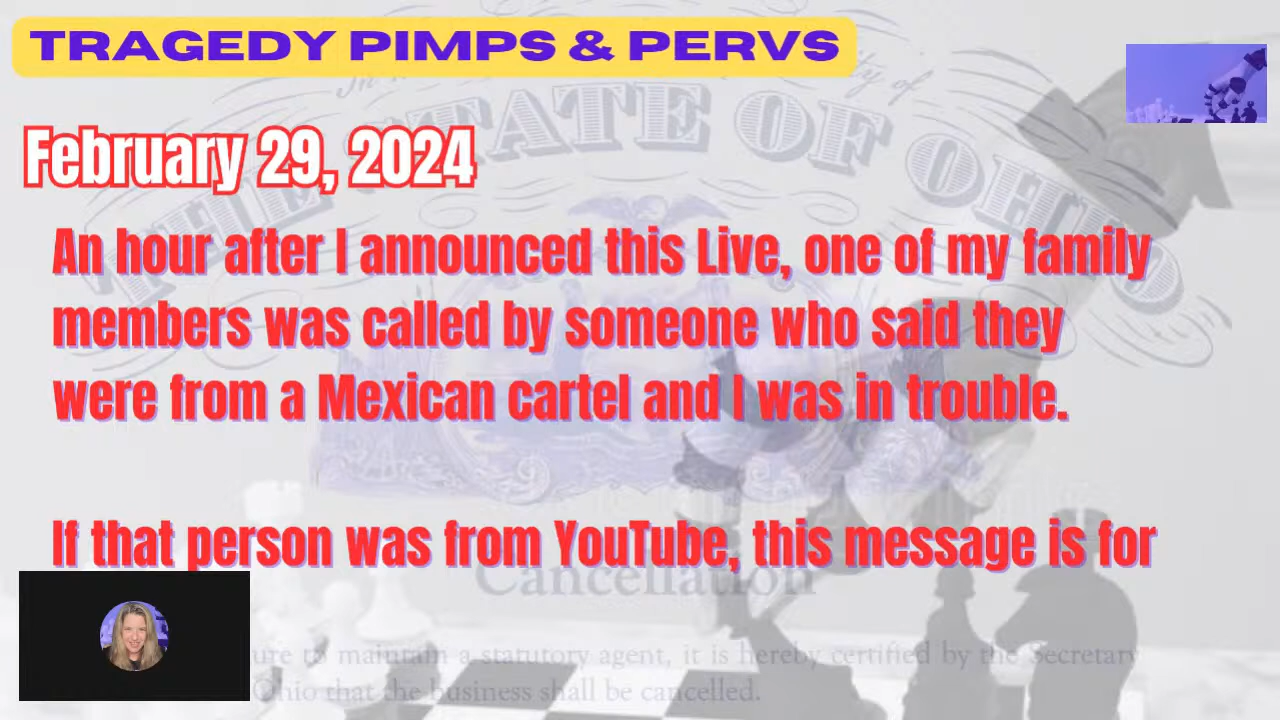 TRAGEDY PIMPS & PERVS
THE STATE OF OHIO
February 29, 2024
An hour after I announced this Live, one of my family
members was called by someone who said they
were from a Mexican cartel and I was in trouble.
If that person was from YouTube, this message is for
Cancellation
ure to maintain a statutory agent, it is hereby certified by the Secretary
Ohio that the business shall be cancelled.